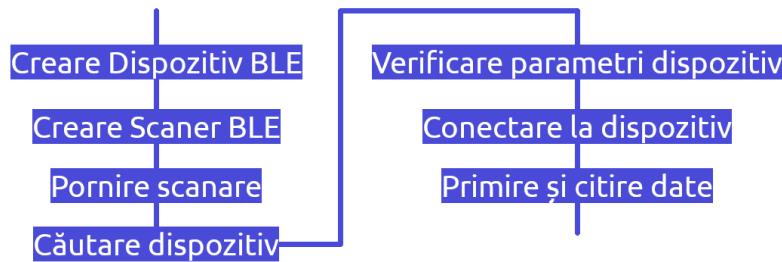 Creare Dispozitiv BLE
Creare Scaner BLE
Pornire scanare
Căutare dispozitiv
Verificare parametri dispozitiv
Conectare la dispozitiv
Primire și citire date